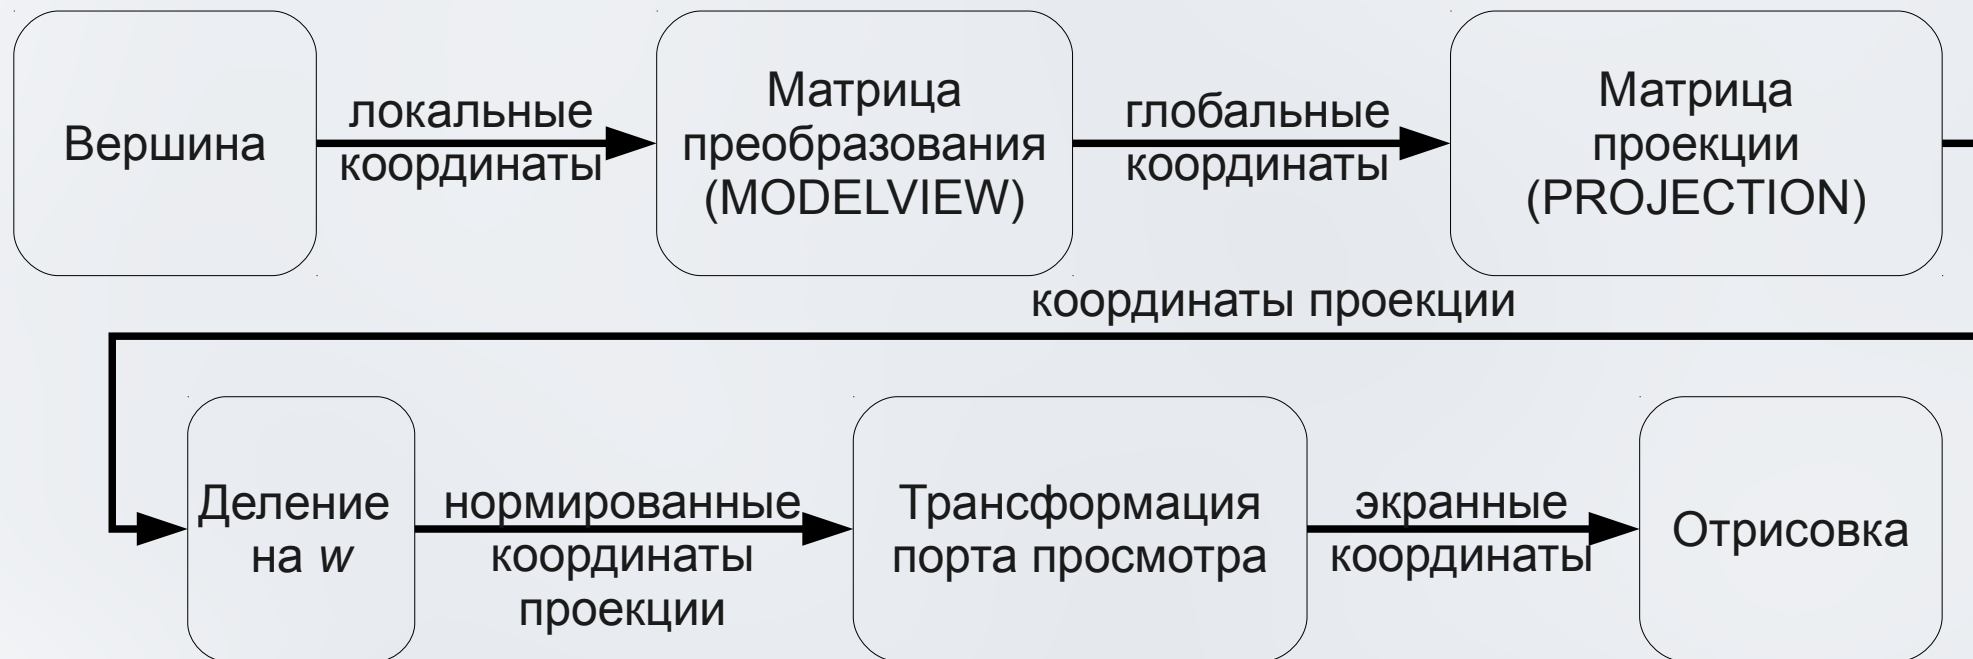 Вершина
локальные
координаты
Матрица
преобразования
(MODELVIEW)
глобальные
координаты
Матрица
проекции
(PROJECTION)
координаты проекции
Деление
на w
нормированные
координаты
проекции
Трансформация
порта просмотра
экранные
координаты
Отрисовка